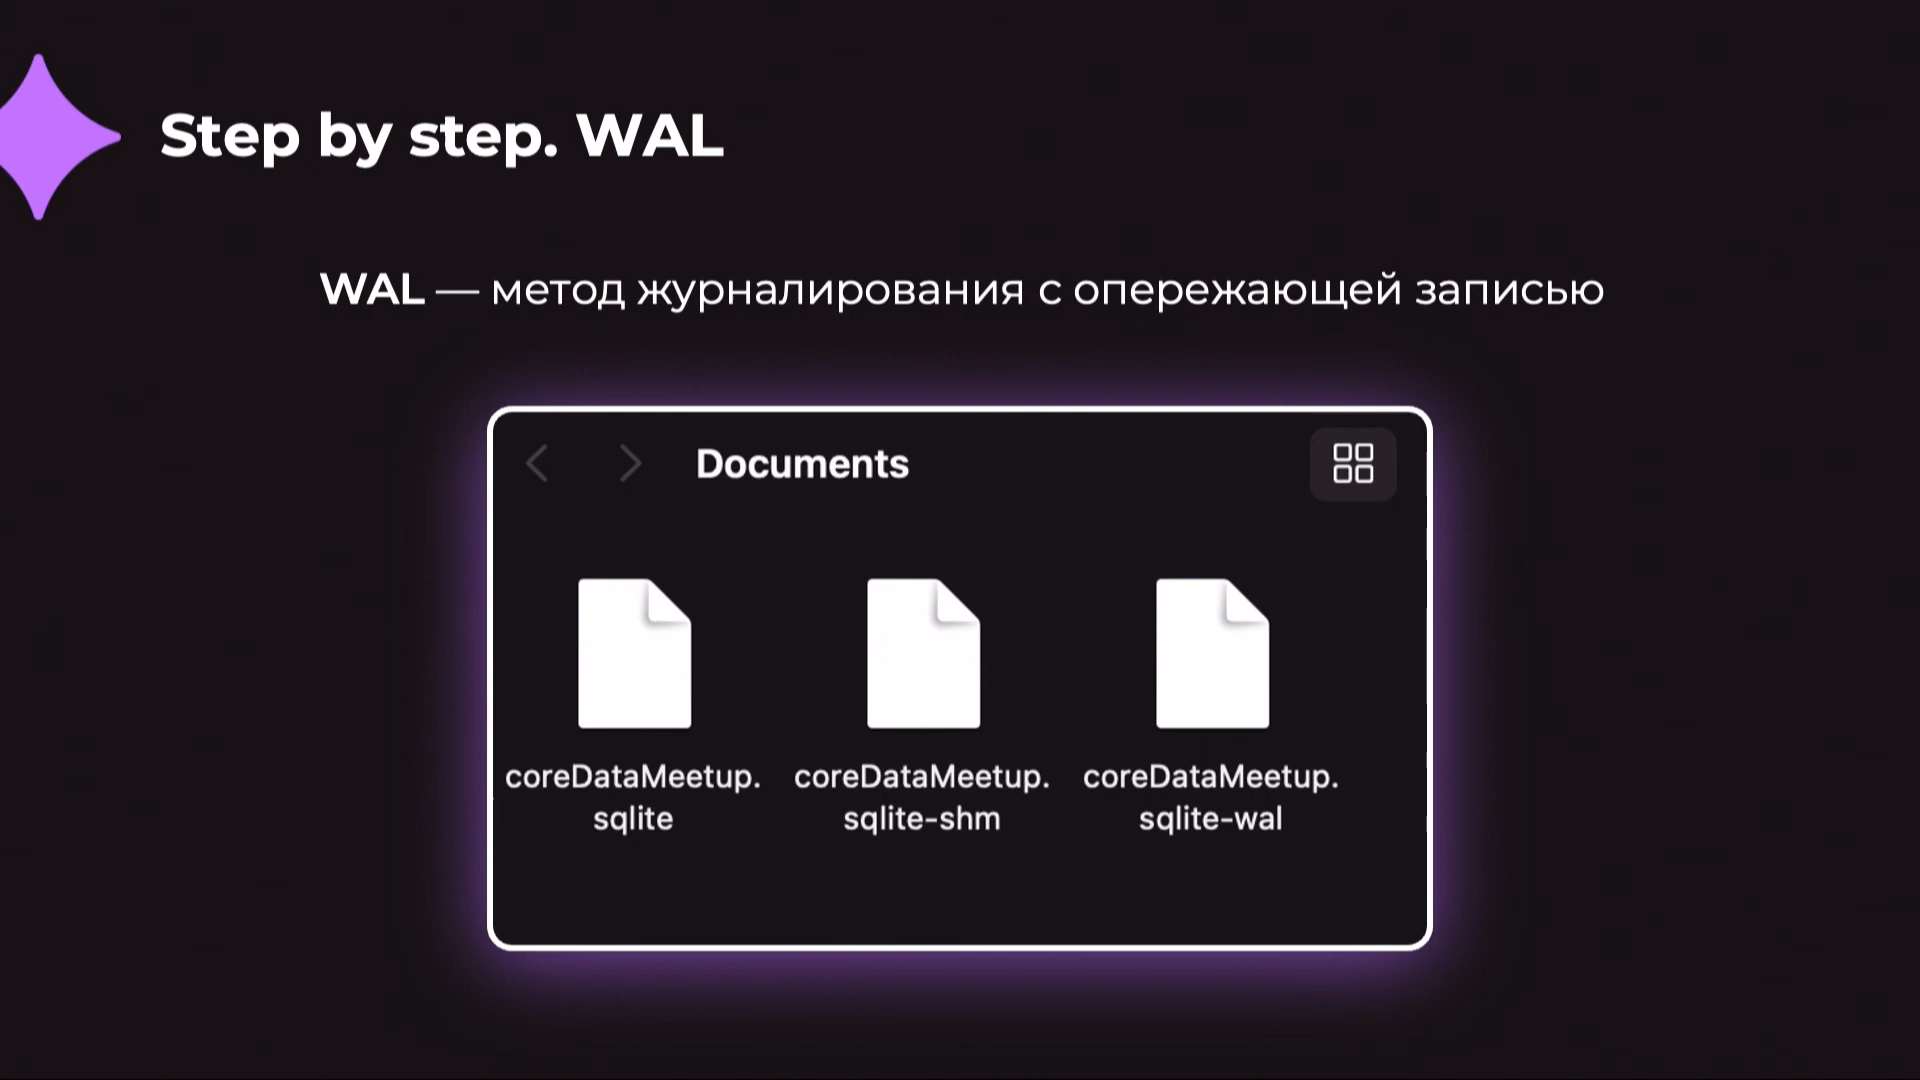 Step by step. WAL
WAL — метод журналирования с опережающей записью
Documents
coreDataMeetup.
sqlite
coreDataMeetup.
sqlite-shm
coreDataMeetup.
sqlite-wal